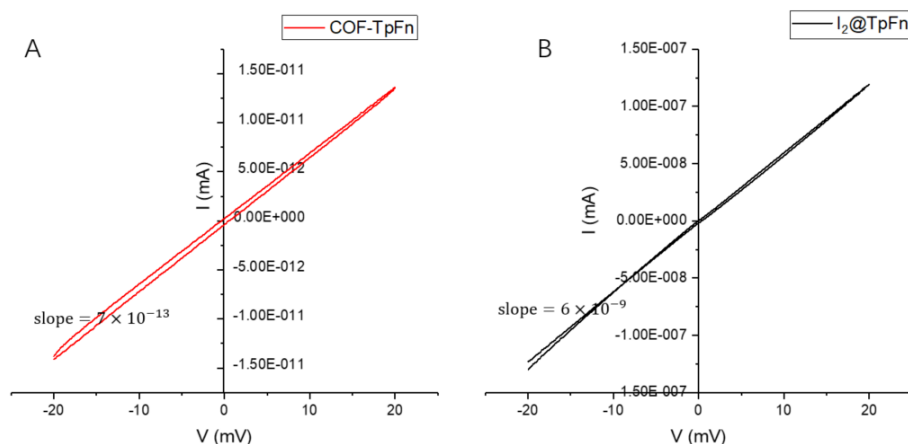 A
COF-TpFn
1.50E-011
1.00E-011
5.00E-012
0.00E+000
-5.00E-012
-1.00E-011
-1.50E-011
I (mA)
slope = 7 × 10⁻¹³
-20 -10 0 10 20
V (mV)
B
I₂@TpFn
1.50E-007
1.00E-007
5.00E-008
0.00E+000
-5.00E-008
-1.00E-007
1.50E-007
I (mA)
slope = 6 × 10⁻⁹
-20 -10 0 10 20
V (mV)